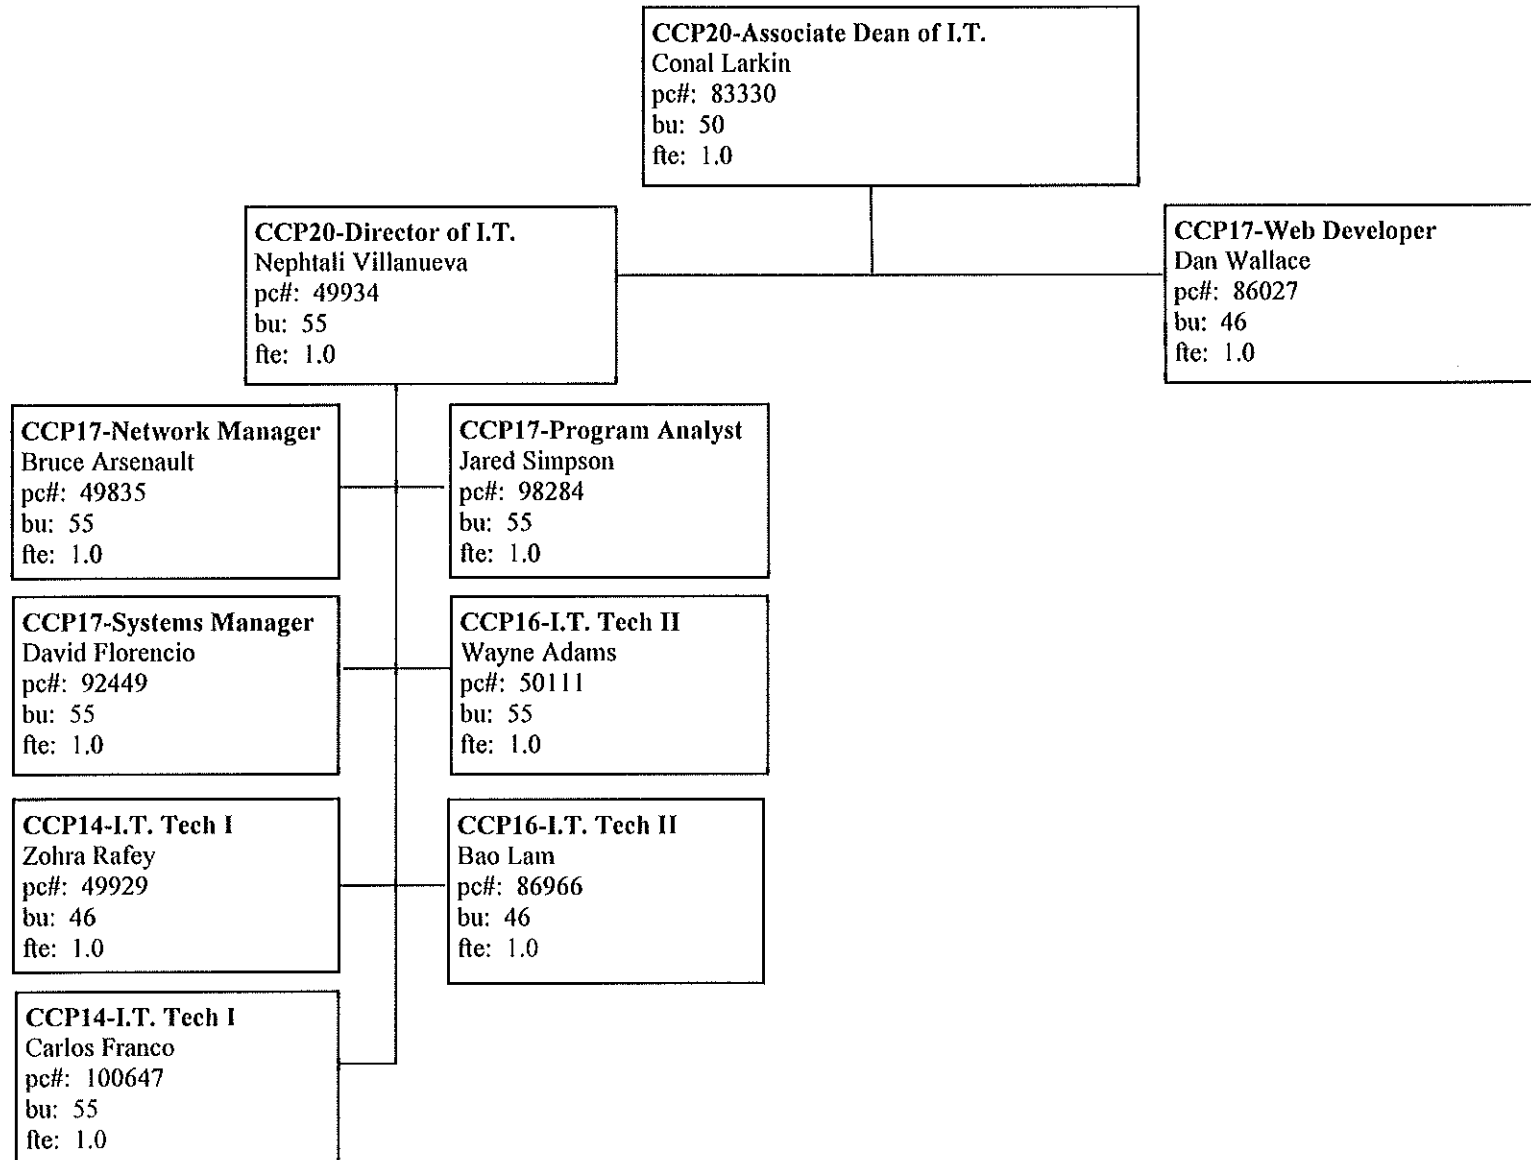 CCP20-Associate Dean of I.T.
Conal Larkin
pc#: 83330
bu: 50
fte: 1.0
CCP20-Director of I.T.
Nephtali Villanueva
pc#: 49934
bu: 55
fte: 1.0
CCP17-Web Developer
Dan Wallace
pc#: 86027
bu: 46
fte: 1.0
CCP17-Network Manager
Bruce Arsenault
pc#: 49835
bu: 55
fte: 1.0
CCP17-Program Analyst
Jared Simpson
pc#: 98284
bu: 55
fte: 1.0
CCP17-Systems Manager
David Florencio
pc#: 92449
bu: 55
fte: 1.0
CCP16-I.T. Tech II
Wayne Adams
pc#: 50111
bu: 55
fte: 1.0
CCP14-I.T. Tech I
Zohra Rafey
pc#: 49929
bu: 46
fte: 1.0
CCP16-I.T. Tech II
Bao Lam
pc#: 86966
bu: 46
fte: 1.0
CCP14-I.T. Tech I
Carlos Franco
pc#: 100647
bu: 55
fte: 1.0